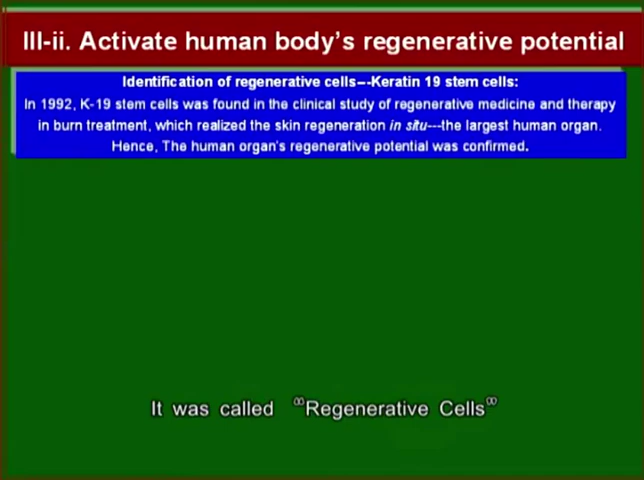 III-ii. Activate human body's regenerative potential
Identification of regenerative cells---Keratin 19 stem cells:
In 1992, K-19 stem cells was found in the clinical study of regenerative medicine and therapy
in burn treatment, which realized the skin regeneration in situ---the largest human organ.
Hence, The human organ's regenerative potential was confirmed.
It was called "Regenerative Cells"